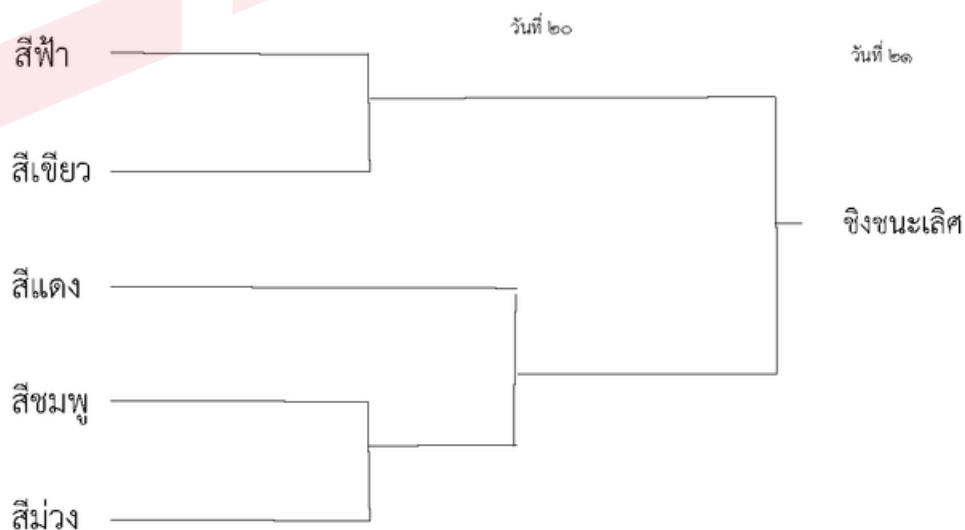 วันที่ ๒๐
สีฟ้า
วันที่ ๒๑
สีเขียว
ชิงชนะเลิศ
สีแดง
สีชมพู
สีม่วง